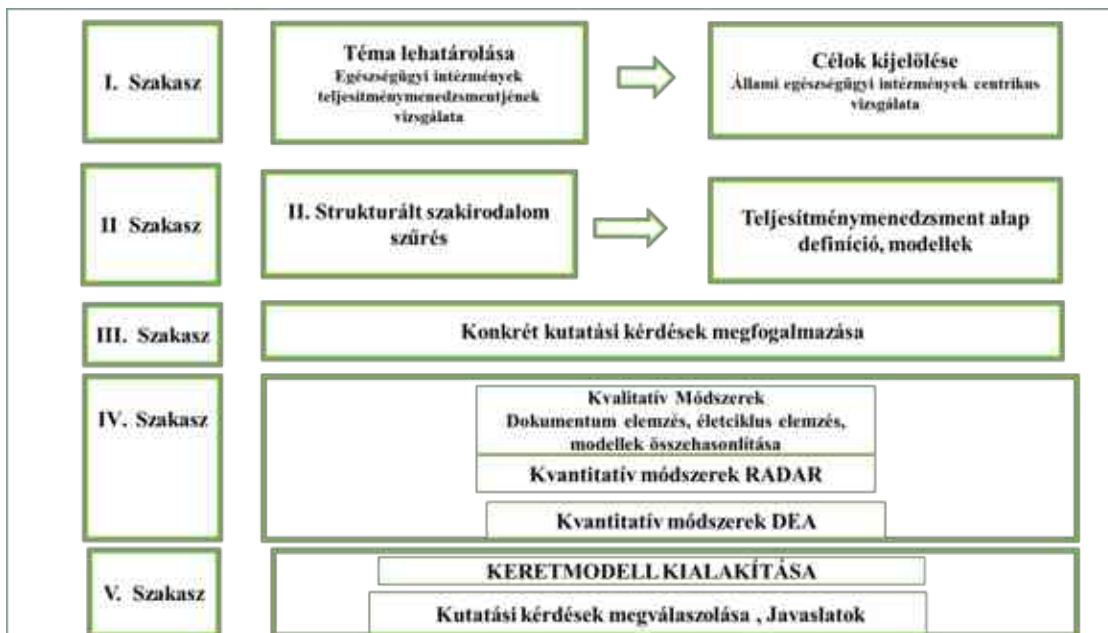 I. Szakasz
Téma lehatárolása
Egészségügyi intézmények
teljesítménymenedzsmentjének
vizsgálata
Célok kijelölése
Állami egészségügyi intézmények centrikus
vizsgálata
II Szakasz
II. Strukturált szakirodalom
szűrés
Teljesítménymenedzsment alap
definíció, modellek
III. Szakasz
Konkrét kutatási kérdések megfogalmazása
IV. Szakasz
Kvalitatív Módszerek
Dokumentum elemzés, életciklus elemzés,
modellek összehasonlítása
Kvantitatív módszerek RADAR
Kvantitatív módszerek DEA
V. Szakasz
KERETMODELL KIALAKÍTÁSA
Kutatási kérdések megválaszolása , Javaslatok